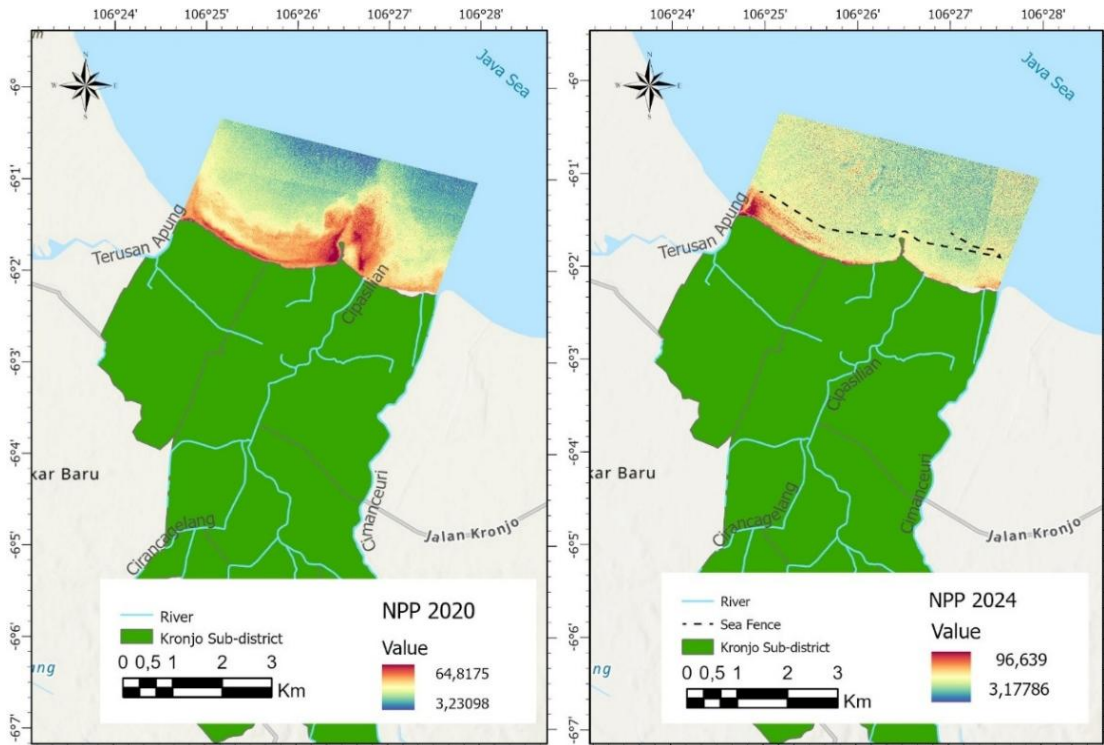 106°24' 106°25' 106°26' 106°27' 106°28'
-6°
-6°1'
-6°2'
-6°3'
-6°4'
-6°5'
-6°6'
-6°7'
N
W E
S
Java Sea
Terusan Apung
Cipasilian
kar Baru
Cimanceuri
Cirancagelang
Jalan Kronjo
ng
River
Kronjo Sub-district
0 0,5 1 2 3
Km
NPP 2020
Value
64,8175
3,23098
106°24' 106°25' 106°26' 106°27' 106°28'
-6°
-6°1'
-6°2'
-6°3'
-6°4'
-6°5'
-6°6'
-6°7'
N
W E
S
Java Sea
Terusan Apung
Cipasilian
kar Baru
Cimanceuri
Cirancagelang
Jalan Kronjo
ang
River
Sea Fence
Kronjo Sub-district
0 0,5 1 2 3
Km
NPP 2024
Value
96,639
3,17786